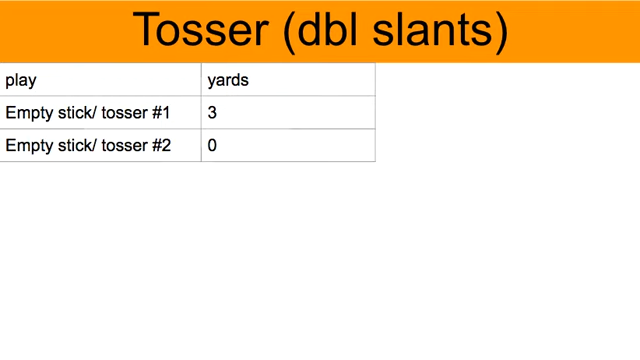 Tosser (dbl slants)
play yards
Empty stick/ tosser #1 3
Empty stick/ tosser #2 0